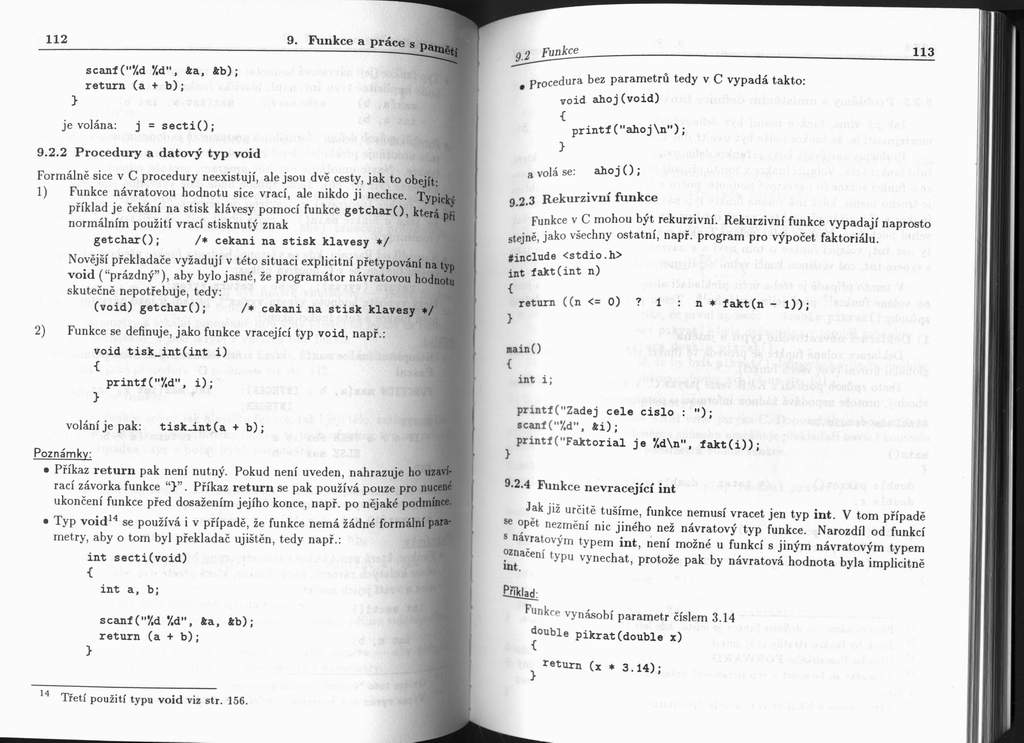 112 9. Funkce a práce s pamětí
scanf("%d %d", &a, &b);
return (a + b);
}
je volána: j = secti();
9.2.2 Procedury a datový typ void
Formálně sice v C procedury neexistují, ale jsou dvě cesty, jak to obejít:
1) Funkce návratovou hodnotu sice vrací, ale nikdo ji nechce. Typický
příklad je čekání na stisk klávesy pomocí funkce getchar(), která při
normálním použití vrací stisknutý znak
getchar(); /* cekani na stisk klavesy */
Novější překladače vyžadují v této situaci explicitní přetypování na typ
void ("prázdný"), aby bylo jasné, že programátor návratovou hodnotu
skutečně nepotřebuje, tedy:
(void) getchar(); /* cekani na stisk klavesy */
2) Funkce se definuje, jako funkce vracející typ void, např.:
void tisk_int(int i)
{
printf("%d", i);
}
volání je pak: tisk_int(a + b);
Poznámky:
• Příkaz return pak není nutný. Pokud není uveden, nahrazuje ho uzaví-
rací závorka funkce "}". Příkaz return se pak používá pouze pro nucené
ukončení funkce před dosažením jejího konce, např. po nějaké podmínce.
• Typ void14 se používá i v případě, že funkce nemá žádné formální para-
metry, aby o tom byl překladač ujištěn, tedy např.:
int secti(void)
{
int a, b;
scanf("%d %d", &a, &b);
return (a + b);
}
14 Třetí použití typu void viz str. 156.
9.2 Funkce 113
• Procedura bez parametrů tedy v C vypadá takto:
void ahoj(void)
{
printf("ahoj\n");
}
a volá se: ahoj();
9.2.3 Rekurzivní funkce
Funkce v C mohou být rekurzivní. Rekurzivní funkce vypadají naprosto
stejně, jako všechny ostatní, např. program pro výpočet faktoriálu.
#include <stdio.h>
int fakt(int n)
{
return ((n <= 0) ? 1 : n * fakt(n - 1));
}
main()
{
int i;
printf("Zadej cele cislo : ");
scanf("%d", &i);
printf("Faktorial je %d\n", fakt(i));
}
9.2.4 Funkce nevracející int
Jak již určitě tušíme, funkce nemusí vracet jen typ int. V tom případě
se opět nezmění nic jiného než návratový typ funkce. Narozdíl od funkcí
s návratovým typem int, není možné u funkcí s jiným návratovým typem
označení typu vynechat, protože pak by návratová hodnota byla implicitně
int.
Příklad:
Funkce vynásobí parametr číslem 3.14
double pikrat(double x)
{
return (x * 3.14);
}